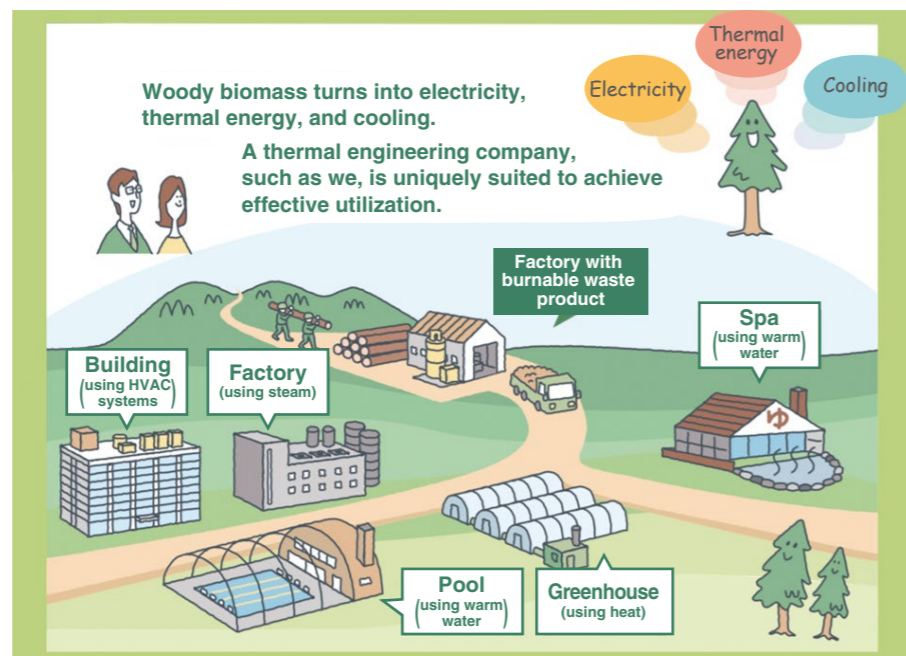 Thermal
energy
Electricity
Cooling
Woody biomass turns into electricity,
thermal energy, and cooling.
A thermal engineering company,
such as we, is uniquely suited to achieve
effective utilization.
Factory with
burnable waste
product
Spa
(using warm
water)
Building
(using HVAC
systems)
Factory
(using steam)
ゆ
Pool
(using warm
water)
Greenhouse
(using heat)